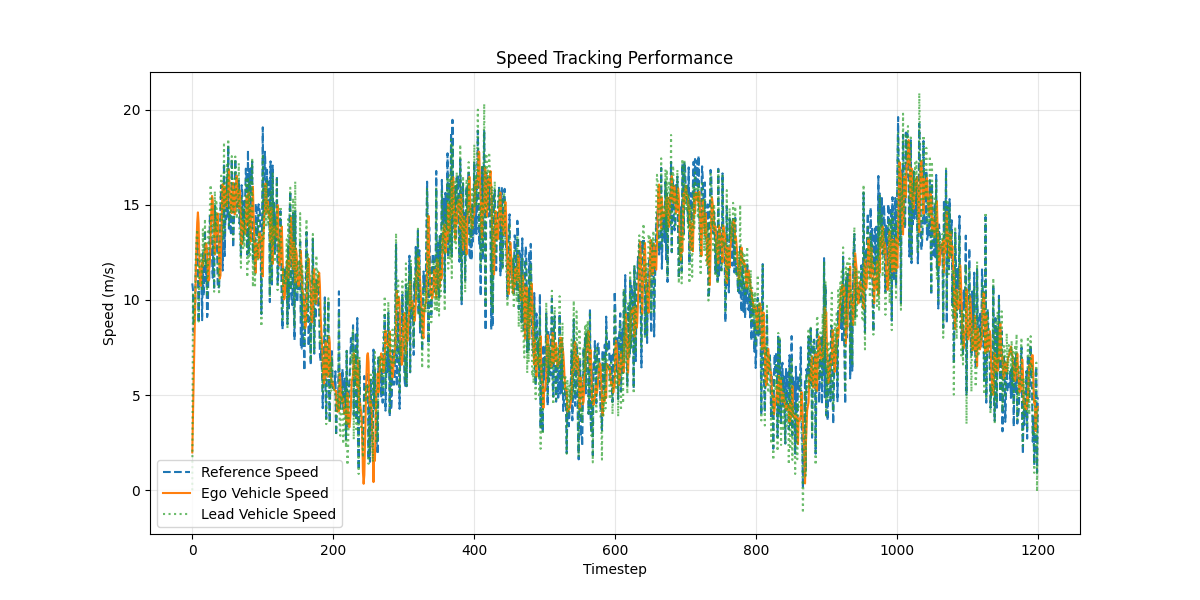 Speed Tracking Performance
Speed (m/s)
20
15
10
5
0
Reference Speed
Ego Vehicle Speed
Lead Vehicle Speed
0 200 400 600 800 1000 1200
Timestep